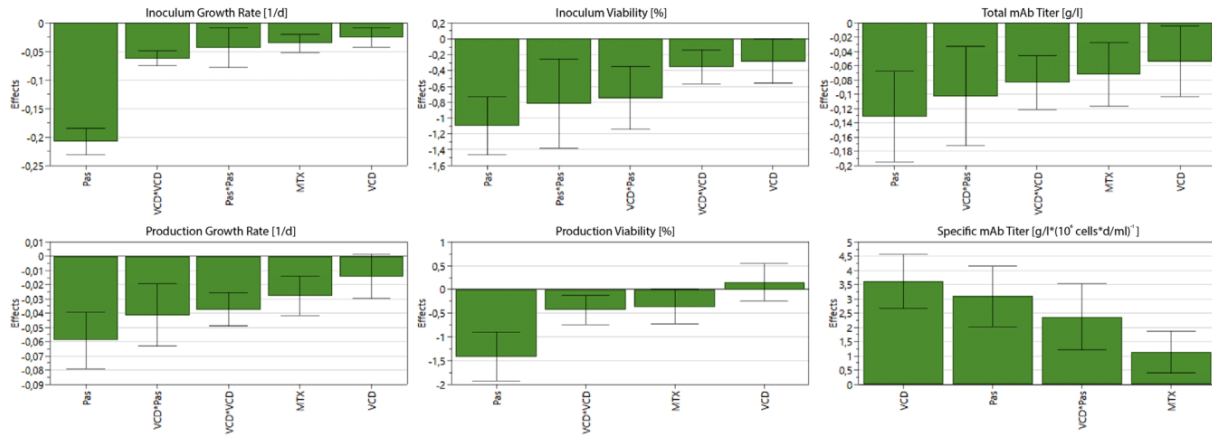 Inoculum Growth Rate [1/d]
Effects
0
-0,05
-0,1
-0,15
-0,2
-0,25
Pas
VCD*VCD
Pas*Pas
MTX
VCD
Inoculum Viability [%]
Effects
0
-0,2
-0,4
-0,6
-0,8
-1
-1,2
-1,4
-1,6
Pas
Pas*Pas
VCD*Pas
VCD*VCD
VCD
Total mAb Titer [g/l]
Effects
0
-0,02
-0,04
-0,06
-0,08
-0,1
-0,12
-0,14
-0,16
-0,18
-0,2
Pas
VCD*Pas
VCD*VCD
MTX
VCD
Production Growth Rate [1/d]
Effects
0,01
0
-0,01
-0,02
-0,03
-0,04
-0,05
-0,06
-0,07
-0,08
-0,09
Pas
VCD*Pas
VCD*VCD
MTX
VCD
Production Viability [%]
Effects
1
0,5
0
-0,5
-1
-1,5
-2
Pas
VCD*VCD
MTX
VCD
Specific mAb Titer [g/l*(10 cells*d/ml)⁻¹]
Effects
5
4,5
4
3,5
3
2,5
2
1,5
1
0,5
0
VCD
Pas
VCD*Pas
MTX